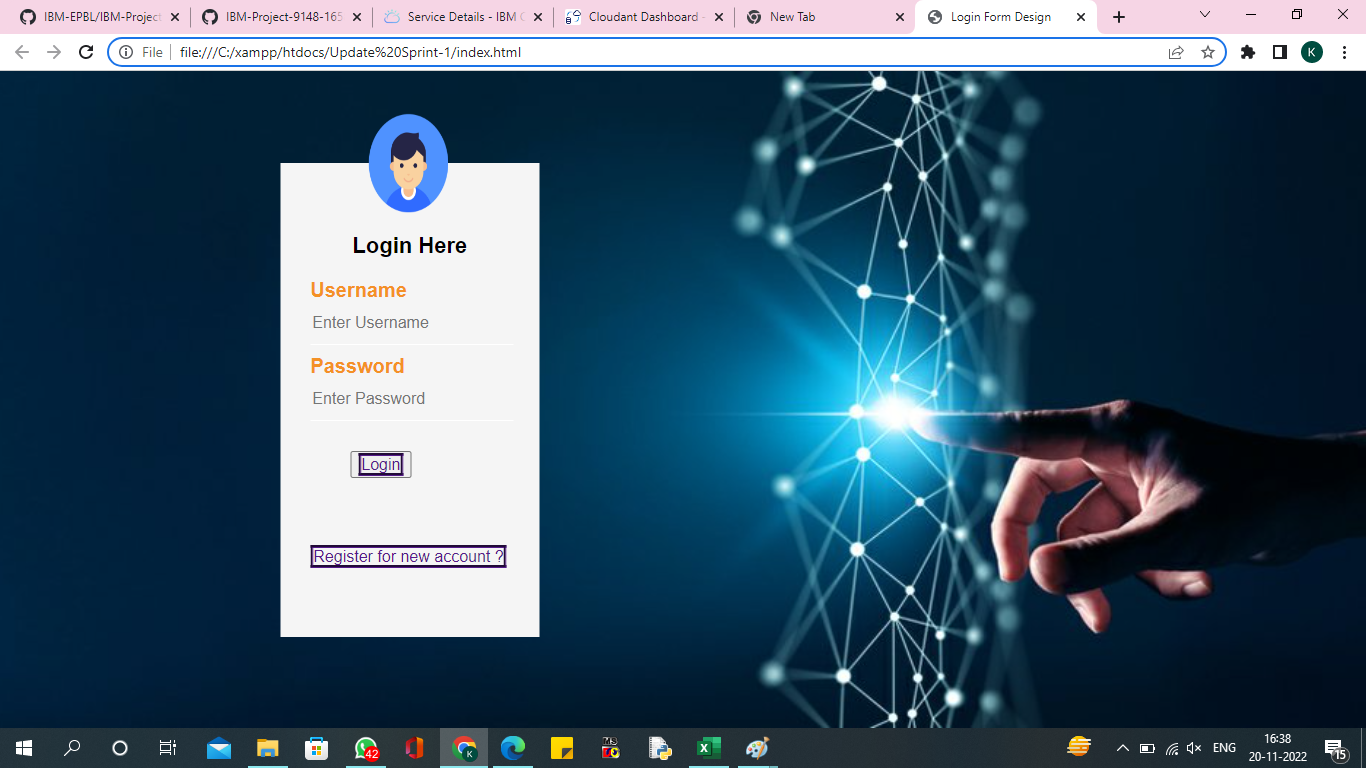 IBM-EPBL/IBM-Project
IBM-Project-9148-165
Service Details - IBM C
Cloudant Dashboard -
New Tab
Login Form Design
File file:///C:/xampp/htdocs/Update%20Sprint-1/index.html
K
Login Here
Username
Enter Username
Password
Enter Password
Login
Register for new account ?
42
K
ENG
16:38
20-11-2022
15